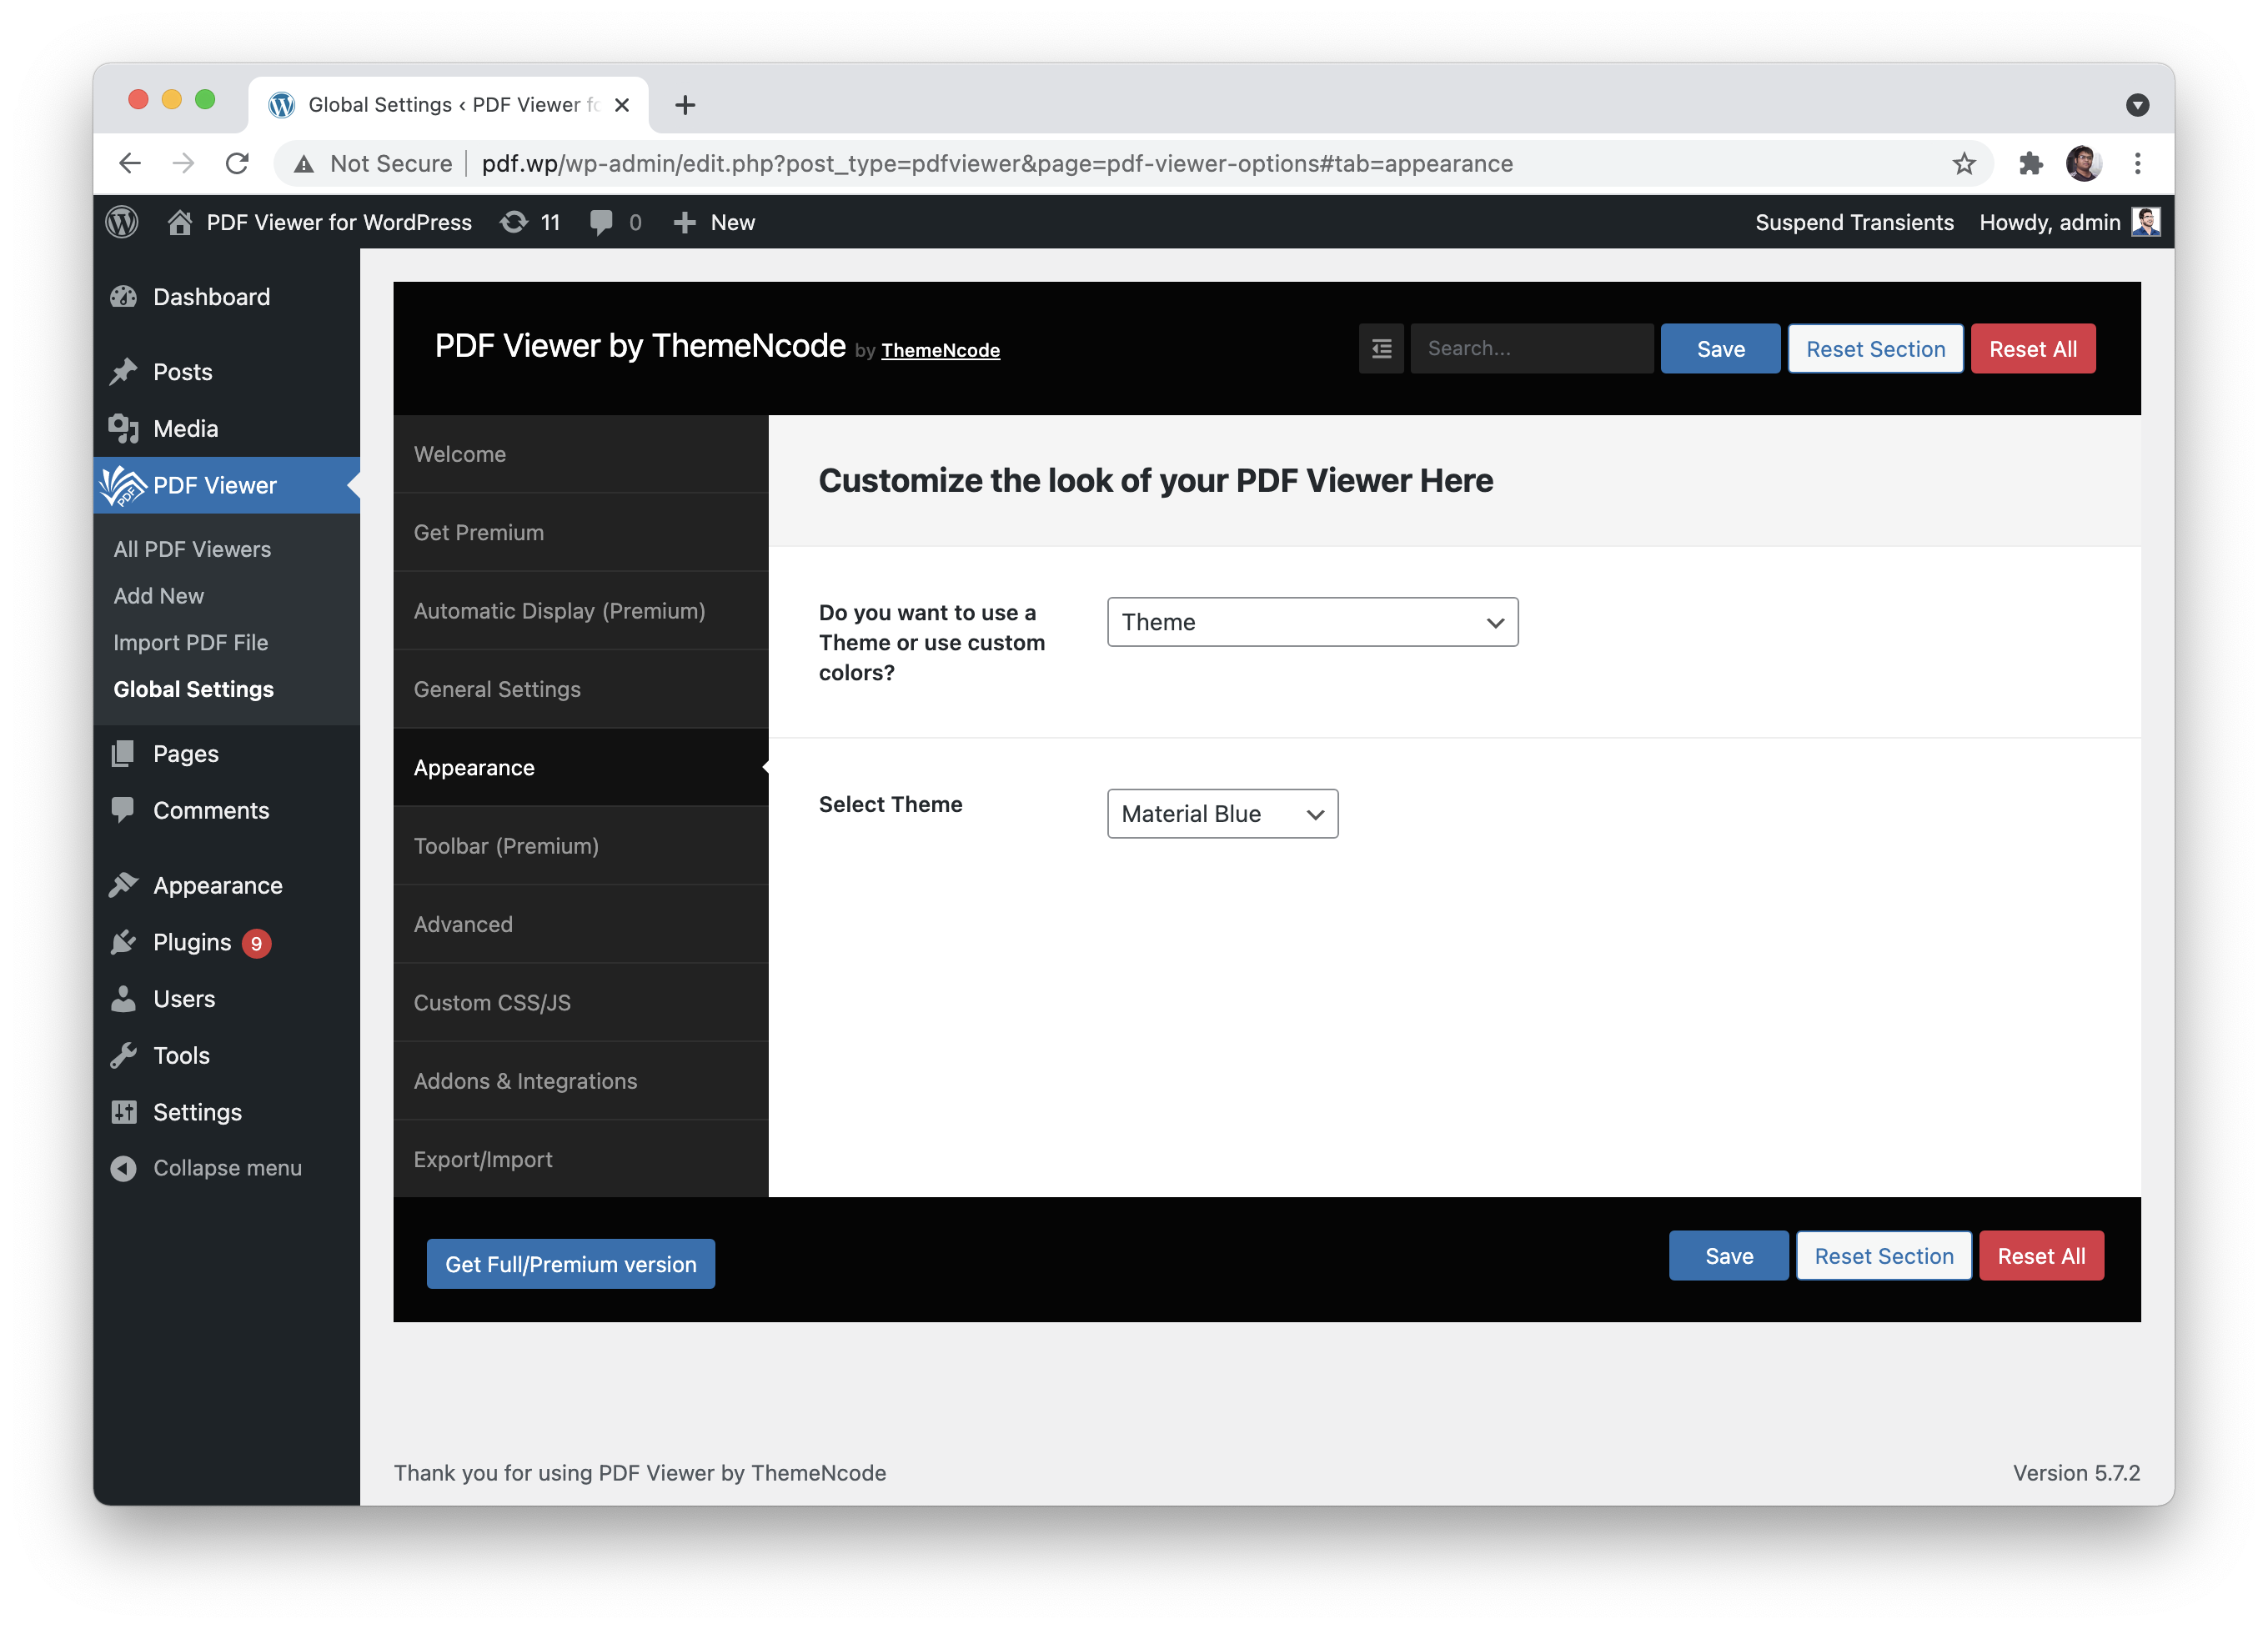 Global Settings ‹ PDF Viewer fo
Not Secure
pdf.wp/wp-admin/edit.php?post_type=pdfviewer&page=pdf-viewer-options#tab=appearance
PDF Viewer for WordPress
11
0
New
Suspend Transients
Howdy, admin
Dashboard
Posts
Media
PDF
PDF Viewer
All PDF Viewers
Add New
Import PDF File
Global Settings
Pages
Comments
Appearance
Plugins 9
Users
Tools
Settings
Collapse menu
PDF Viewer by ThemeNcode by ThemeNcode
Search...
Save
Reset Section
Reset All
Welcome
Get Premium
Automatic Display (Premium)
General Settings
Appearance
Toolbar (Premium)
Advanced
Custom CSS/JS
Addons & Integrations
Export/Import
Customize the look of your PDF Viewer Here
Do you want to use a
Theme or use custom
colors?
Theme
Select Theme
Material Blue
Get Full/Premium version
Save
Reset Section
Reset All
Thank you for using PDF Viewer by ThemeNcode
Version 5.7.2